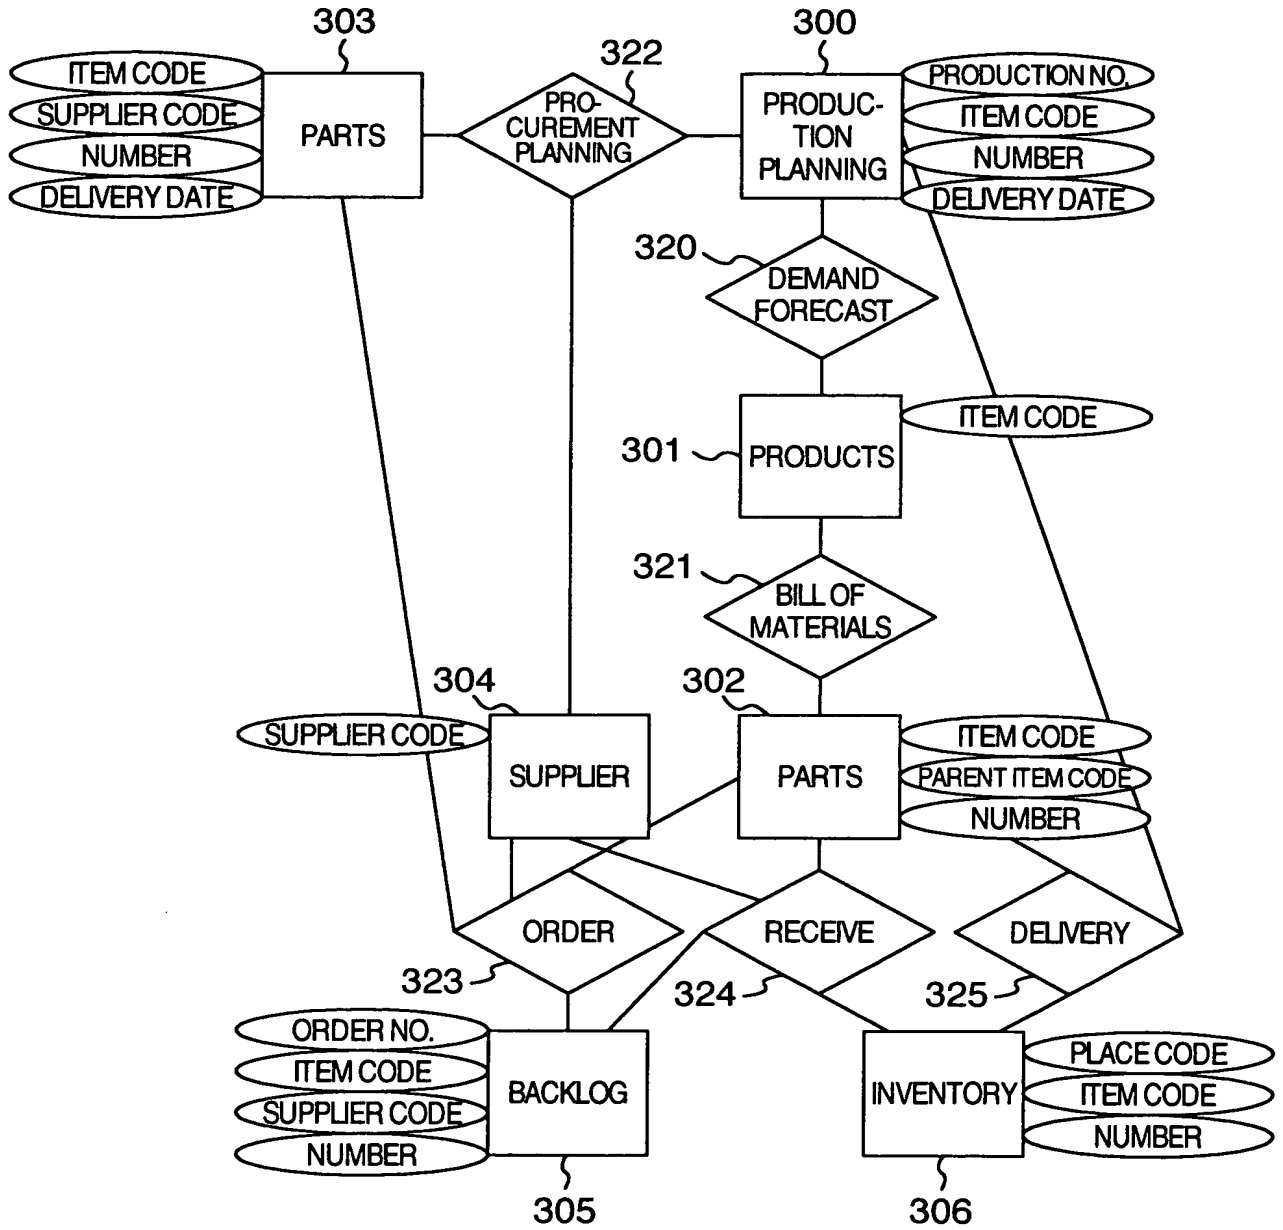 303
322
300
ITEM CODE
SUPPLIER CODE
NUMBER
DELIVERY DATE
PARTS
PRO-
CUREMENT
PLANNING
PRODUC-
TION
PLANNING
PRODUCTION NO.
ITEM CODE
NUMBER
DELIVERY DATE
320
DEMAND
FORECAST
301
PRODUCTS
ITEM CODE
321
BILL OF
MATERIALS
304
302
SUPPLIER CODE
SUPPLIER
PARTS
ITEM CODE
PARENT ITEM CODE
NUMBER
ORDER
RECEIVE
DELIVERY
323
324
325
ORDER NO.
ITEM CODE
SUPPLIER CODE
NUMBER
BACKLOG
INVENTORY
PLACE CODE
ITEM CODE
NUMBER
305
306